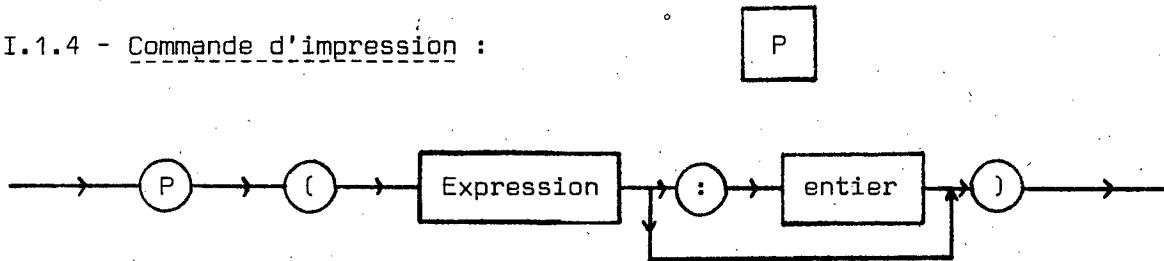 I.1.4 - Commande d'impression : P
P ( Expression : entier )